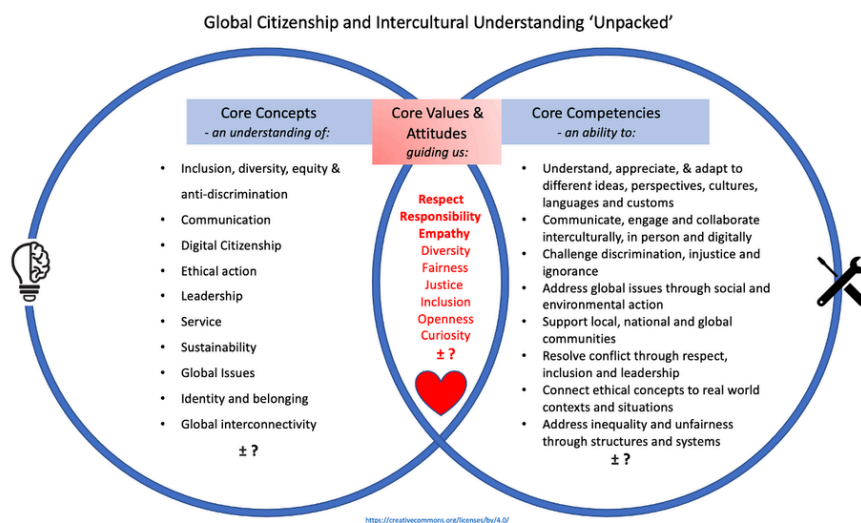 Global Citizenship and Intercultural Understanding ‘Unpacked’
Core Concepts
- an understanding of:
• Inclusion, diversity, equity &
anti-discrimination
• Communication
• Digital Citizenship
• Ethical action
• Leadership
• Service
• Sustainability
• Global Issues
• Identity and belonging
• Global interconnectivity
± ?
Core Values &
Attitudes
guiding us:
Respect
Responsibility
Empathy
Diversity
Fairness
Justice
Inclusion
Openness
Curiosity
± ?
Core Competencies
- an ability to:
• Understand, appreciate, & adapt to
different ideas, perspectives, cultures,
languages and customs
• Communicate, engage and collaborate
interculturally, in person and digitally
• Challenge discrimination, injustice and
ignorance
• Address global issues through social and
environmental action
• Support local, national and global
communities
• Resolve conflict through respect,
inclusion and leadership
• Connect ethical concepts to real world
contexts and situations
• Address inequality and unfairness
through structures and systems
± ?
https://creativecommons.org/licenses/by/4.0/